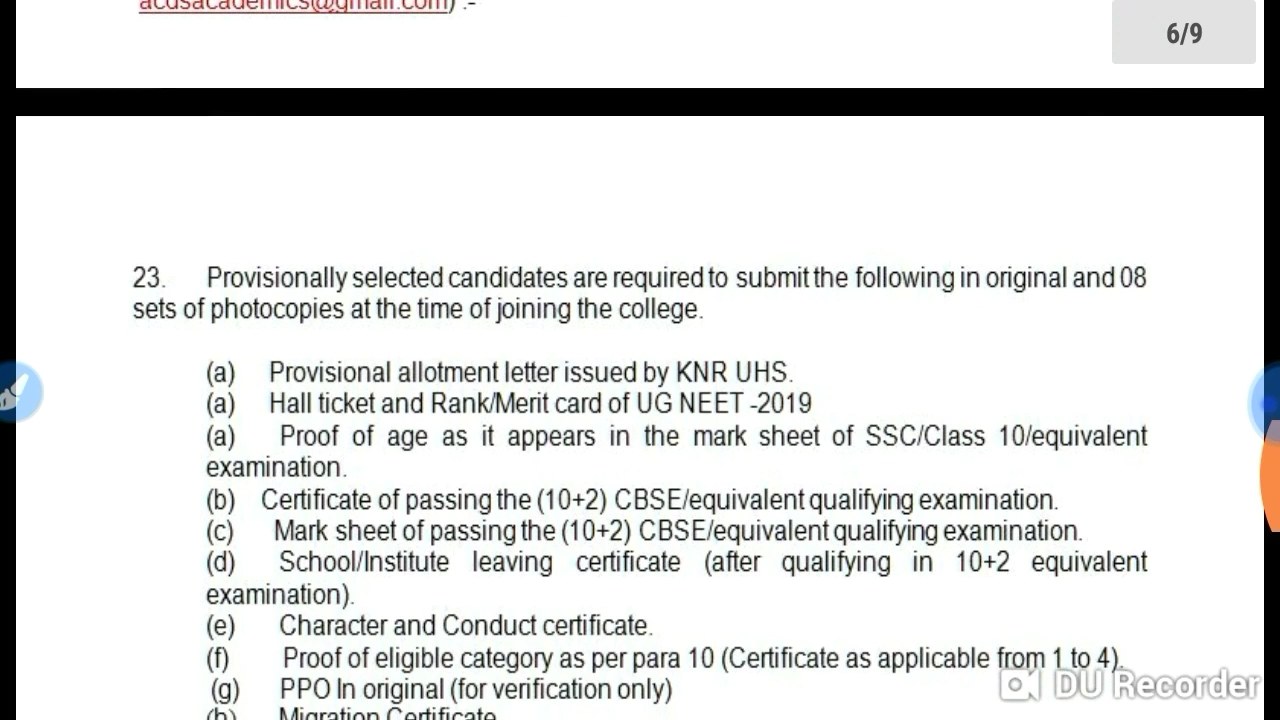 acdsacademics@gmail.com) :-
6/9
23. Provisionally selected candidates are required to submit the following in original and 08
sets of photocopies at the time of joining the college.
(a) Provisional allotment letter issued by KNR UHS.
(a) Hall ticket and Rank/Merit card of UG NEET -2019
(a) Proof of age as it appears in the mark sheet of SSC/Class 10/equivalent
examination.
(b) Certificate of passing the (10+2) CBSE/equivalent qualifying examination.
(c) Mark sheet of passing the (10+2) CBSE/equivalent qualifying examination.
(d) School/Institute leaving certificate (after qualifying in 10+2 equivalent
examination).
(e) Character and Conduct certificate.
(f) Proof of eligible category as per para 10 (Certificate as applicable from 1 to 4).
(g) PPO In original (for verification only)
(h) Migration Certificate
DU Recorder